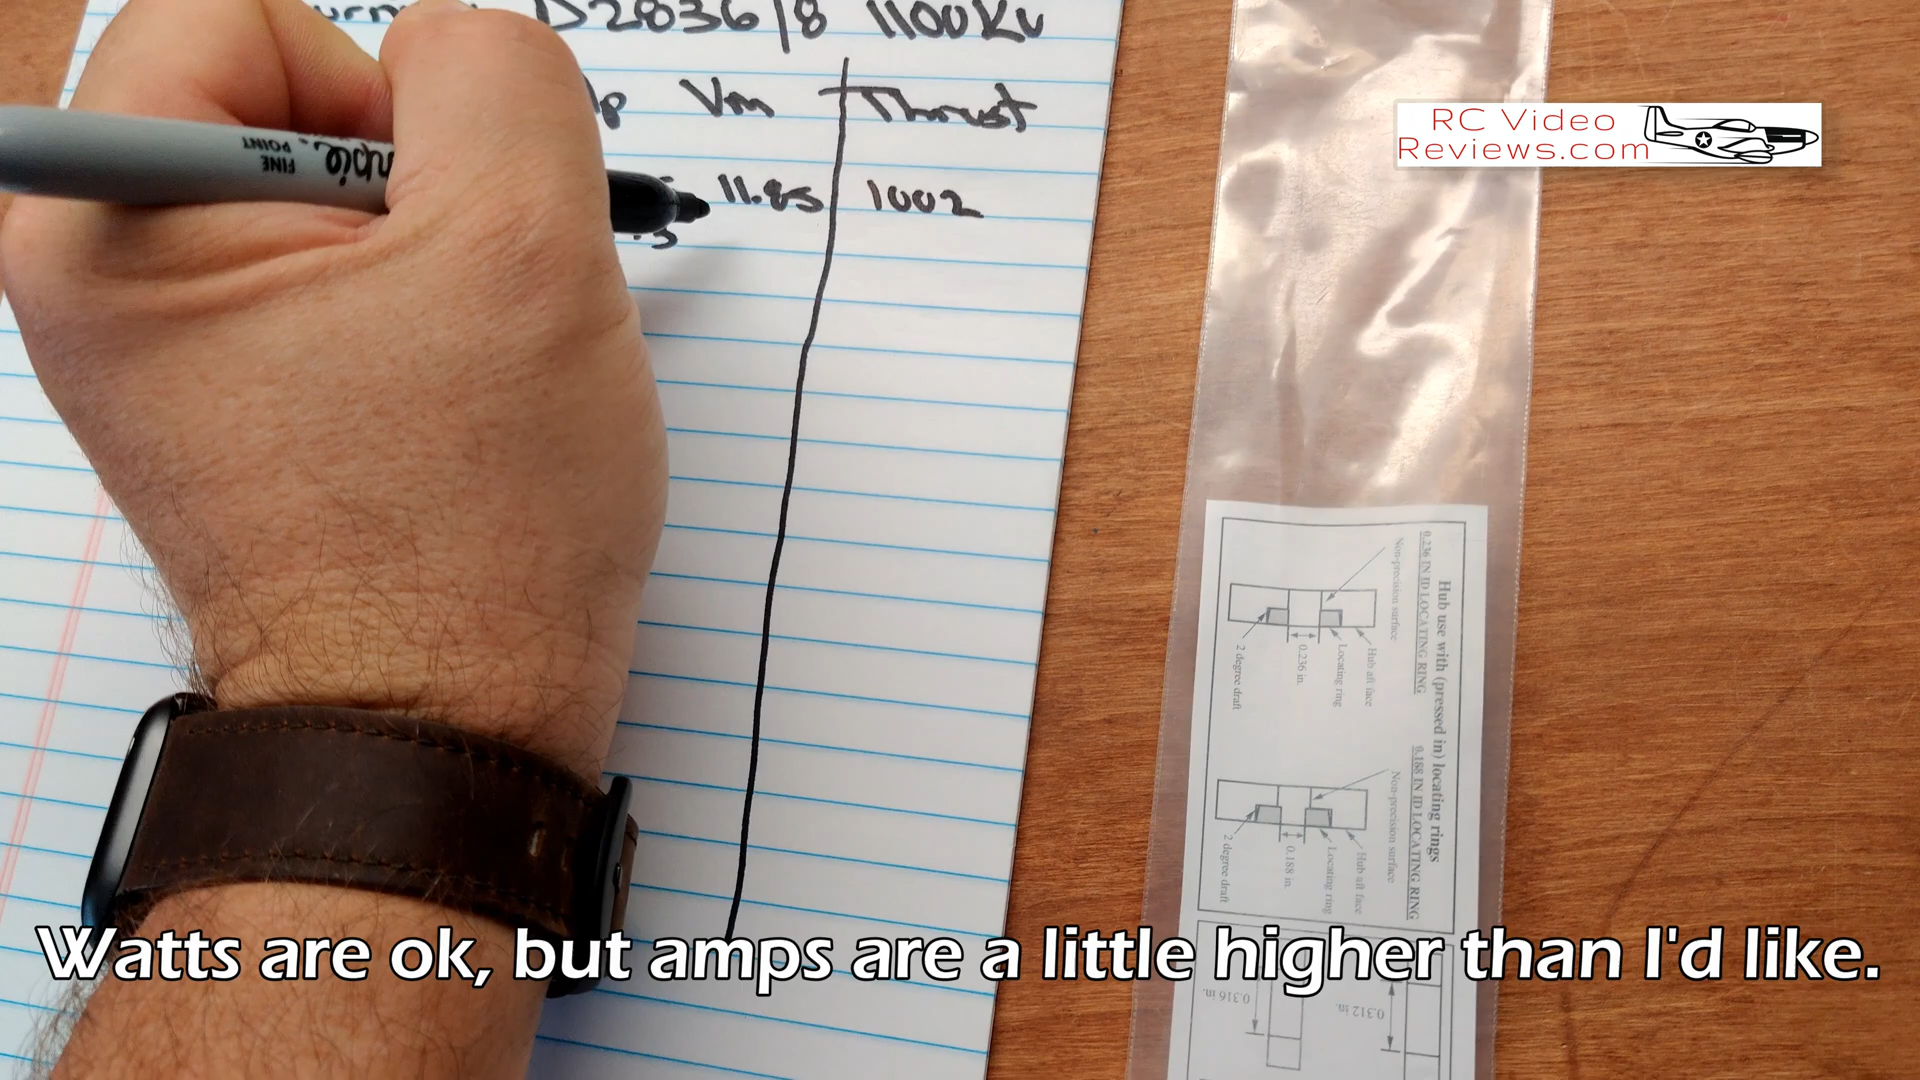 D2836/8 1100Kv
Vm Thrust
11.85 1002
FINE
POINT
RC Video
Reviews.com
Hub use with (pressed in) locating rings
0.236 IN ID LOCATING RING
0.188 IN ID LOCATING RING
Non-precision surface
Hub aft face
Locating ring
0.236 in.
2 degree draft
Non-precision surface
Hub aft face
Locating ring
0.188 in.
2 degree draft
0.316 in.
0.312 in.
Watts are ok, but amps are a little higher than I'd like.